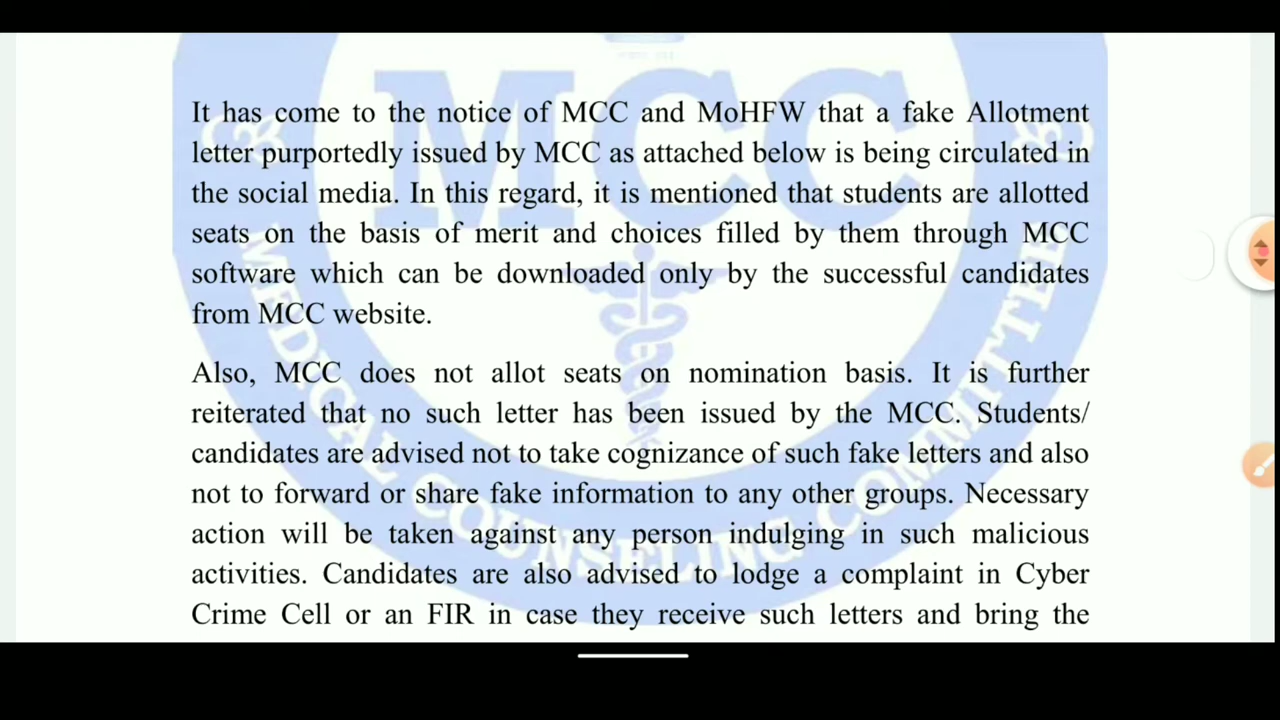 MCC
MEDICAL COUNSELING COMMITTEE
It has come to the notice of MCC and MoHFW that a fake Allotment
letter purportedly issued by MCC as attached below is being circulated in
the social media. In this regard, it is mentioned that students are allotted
seats on the basis of merit and choices filled by them through MCC
software which can be downloaded only by the successful candidates
from MCC website.
Also, MCC does not allot seats on nomination basis. It is further
reiterated that no such letter has been issued by the MCC. Students/
candidates are advised not to take cognizance of such fake letters and also
not to forward or share fake information to any other groups. Necessary
action will be taken against any person indulging in such malicious
activities. Candidates are also advised to lodge a complaint in Cyber
Crime Cell or an FIR in case they receive such letters and bring the